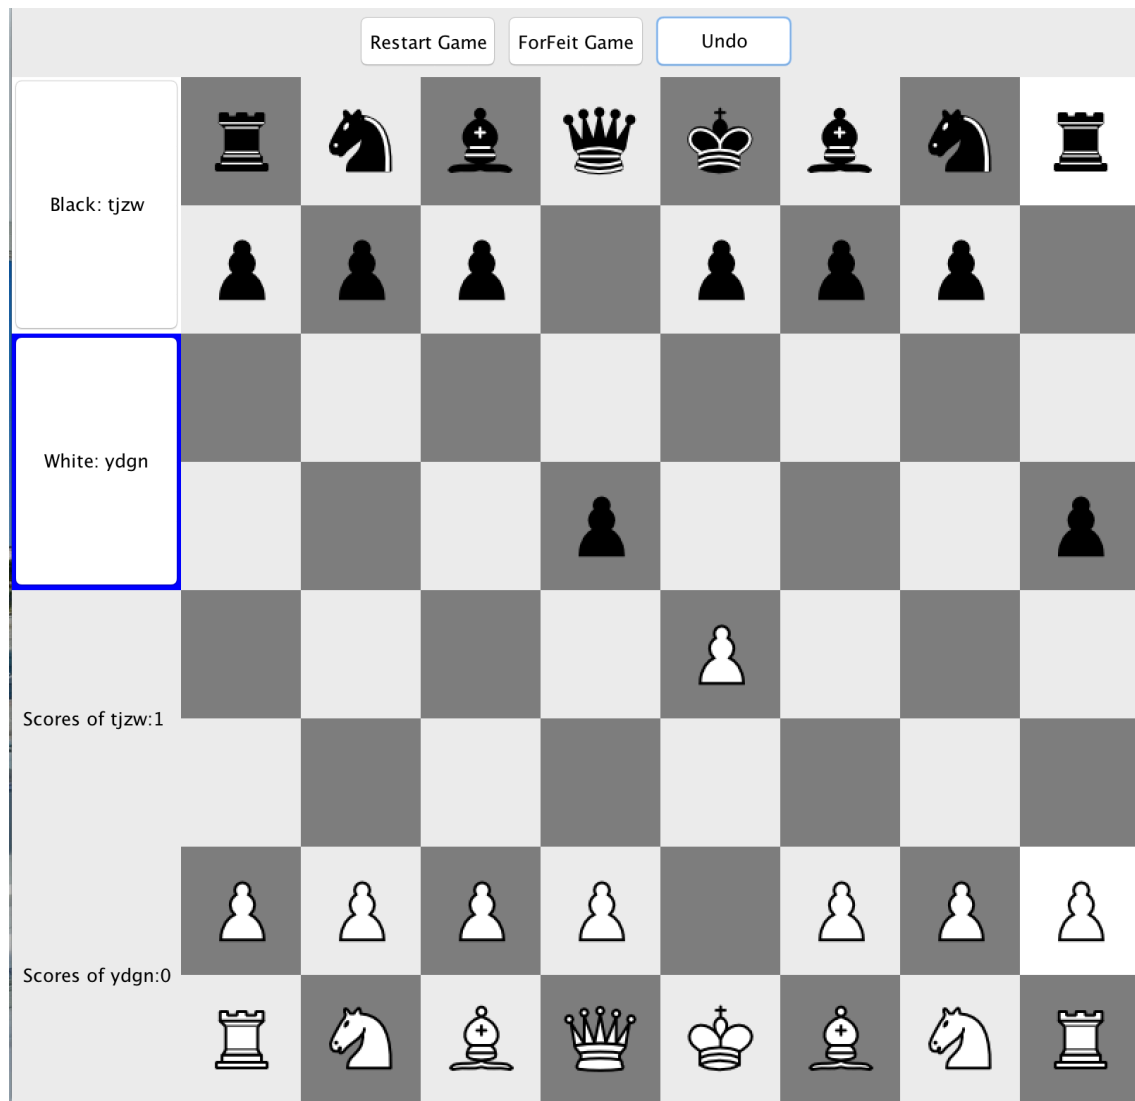 Restart Game
ForFeit Game
Undo
Black: tjzw
White: ydgn
Scores of tjzw:1
Scores of ydgn:0